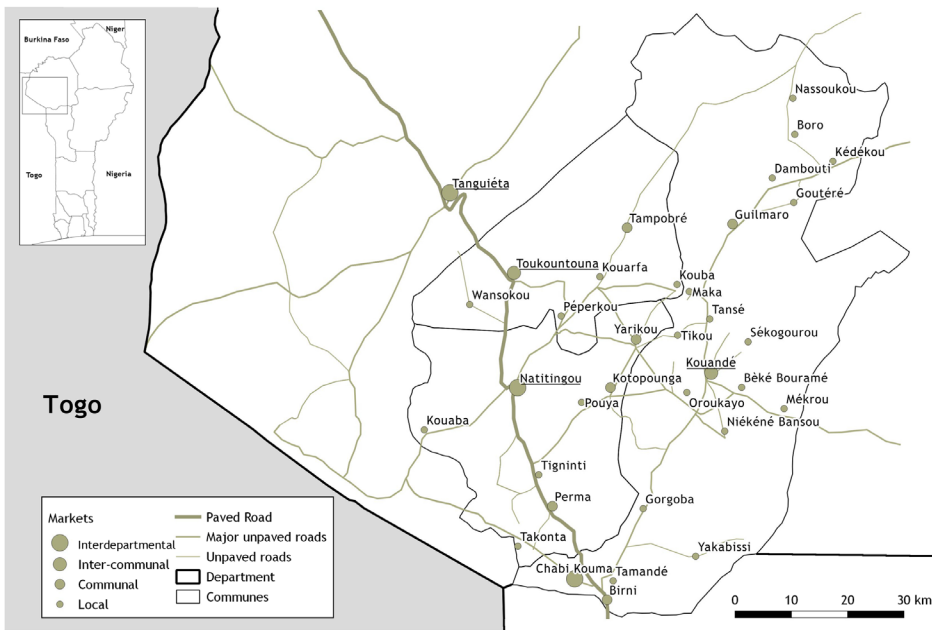 Niger
Burkina Faso
Togo
Nigeria
Nassoukou
Boro
Kédékou
Dambouti
Tanguiéta
Goutéré
Guilmaro
Tampobré
Toukountouna
Kouarfa
Kouba
Maka
Wansokou
Péperkou
Tansé
Yarikou
Tikou
Sékogourou
Kouandé
Natitingou
Kotopounga
Bèké Bouramé
Togo
Pouya
Oroukayo
Mékrou
Kouaba
Niékéné Bansou
Tigninti
Perma
Gorgoba
Takonta
Yakabissi
Chabi Kouma
Tamandé
Birni
Markets
Interdepartmental
Inter-communal
Communal
Local
Paved Road
Major unpaved roads
Unpaved roads
Department
Communes
0 10 20 30 km